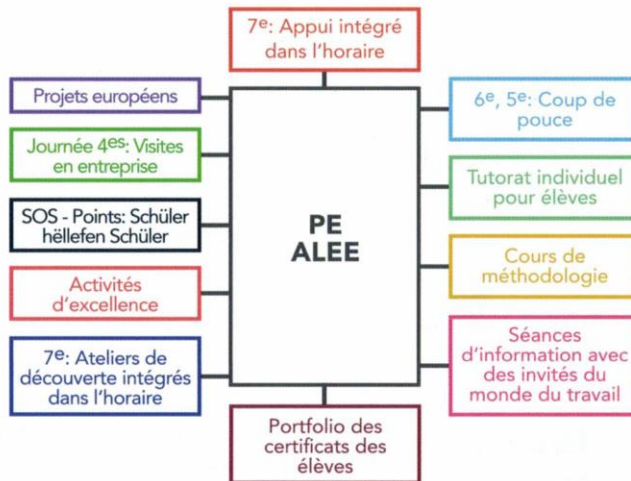 7e: Appui intégré
dans l'horaire
Projets européens
Journée 4es: Visites
en entreprise
SOS - Points: Schüler
hëllefen Schüler
Activités
d'excellence
7e: Ateliers de
découverte intégrés
dans l'horaire
PE
ALEE
6e, 5e: Coup de
pouce
Tutorat individuel
pour élèves
Cours de
méthodologie
Séances
d'information avec
des invités du
monde du travail
Portfolio des
certificats des
élèves